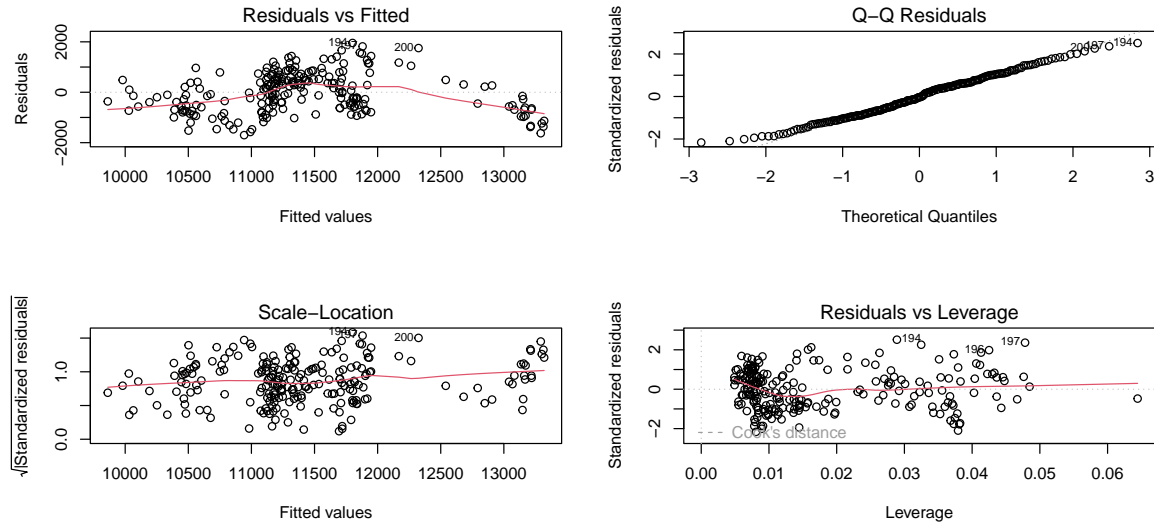 Residuals vs Fitted
Residuals
2000
0
−2000
194
200
10000 10500 11000 11500 12000 12500 13000
Fitted values
Q−Q Residuals
Standardized residuals
2
0
−2
194
−3 −2 −1 0 1 2 3
Theoretical Quantiles
Scale−Location
√|Standardized residuals|
1.0
0.0
200
10000 10500 11000 11500 12000 12500 13000
Fitted values
Residuals vs Leverage
Standardized residuals
2
0
−2
194
196
197
Cook's distance
0.00 0.01 0.02 0.03 0.04 0.05 0.06
Leverage